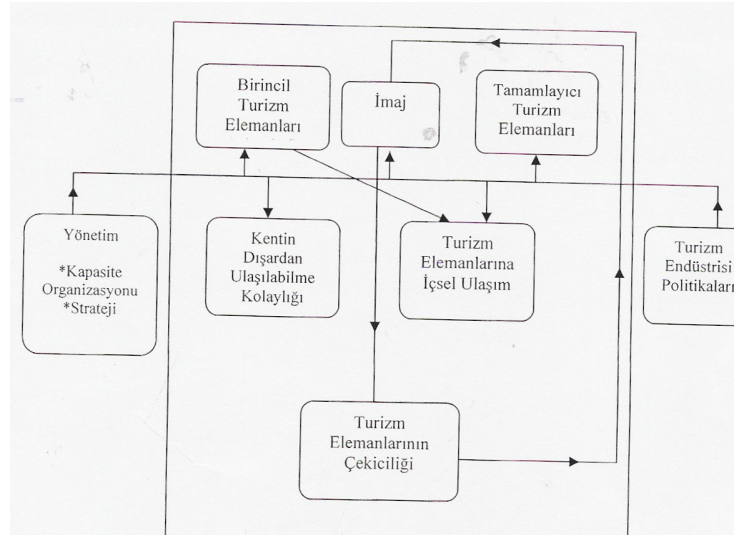 Birincil
Turizm
Elemanları
İmaj
Tamamlayıcı
Turizm
Elemanları
Yönetim
*Kapasite
Organizasyonu
*Strateji
Kentin
Dışardan
Ulaşılabilme
Kolaylığı
Turizm
Elemanlarına
İçsel Ulaşım
Turizm
Endüstrisi
Politikaları
Turizm
Elemanlarının
Çekiciliği